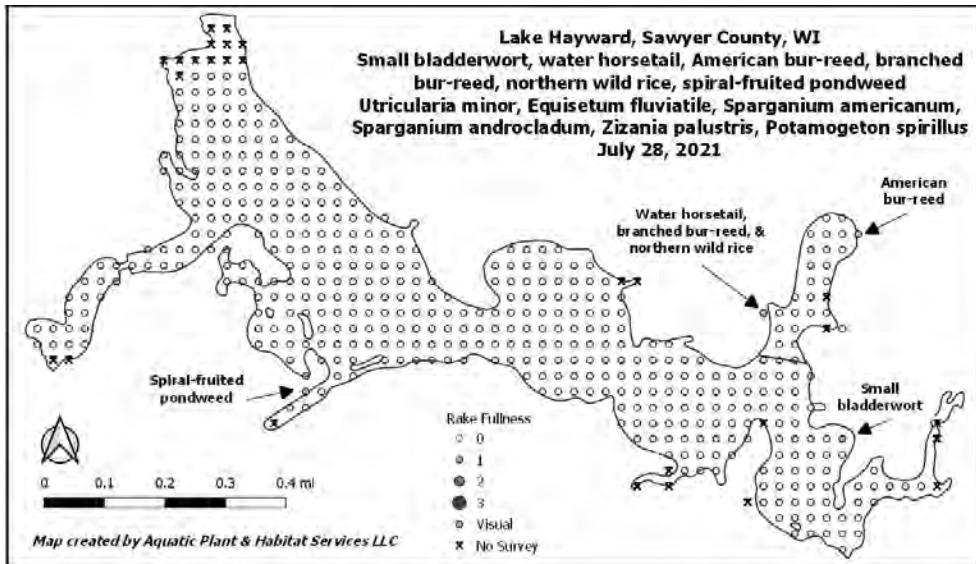 Lake Hayward, Sawyer County, WI
Small bladderwort, water horsetail, American bur-reed, branched
bur-reed, northern wild rice, spiral-fruited pondweed
Utricularia minor, Equisetum fluviatile, Sparganium americanum,
Sparganium androcladum, Zizania palustris, Potamogeton spirillus
July 28, 2021
American
bur-reed
Water horsetail,
branched bur-reed, &
northern wild rice
Spiral-fruited
pondweed
Small
bladderwort
Rake Fullness
0
1
2
3
Visual
No Survey
0 0.1 0.2 0.3 0.4 mi
Map created by Aquatic Plant & Habitat Services LLC